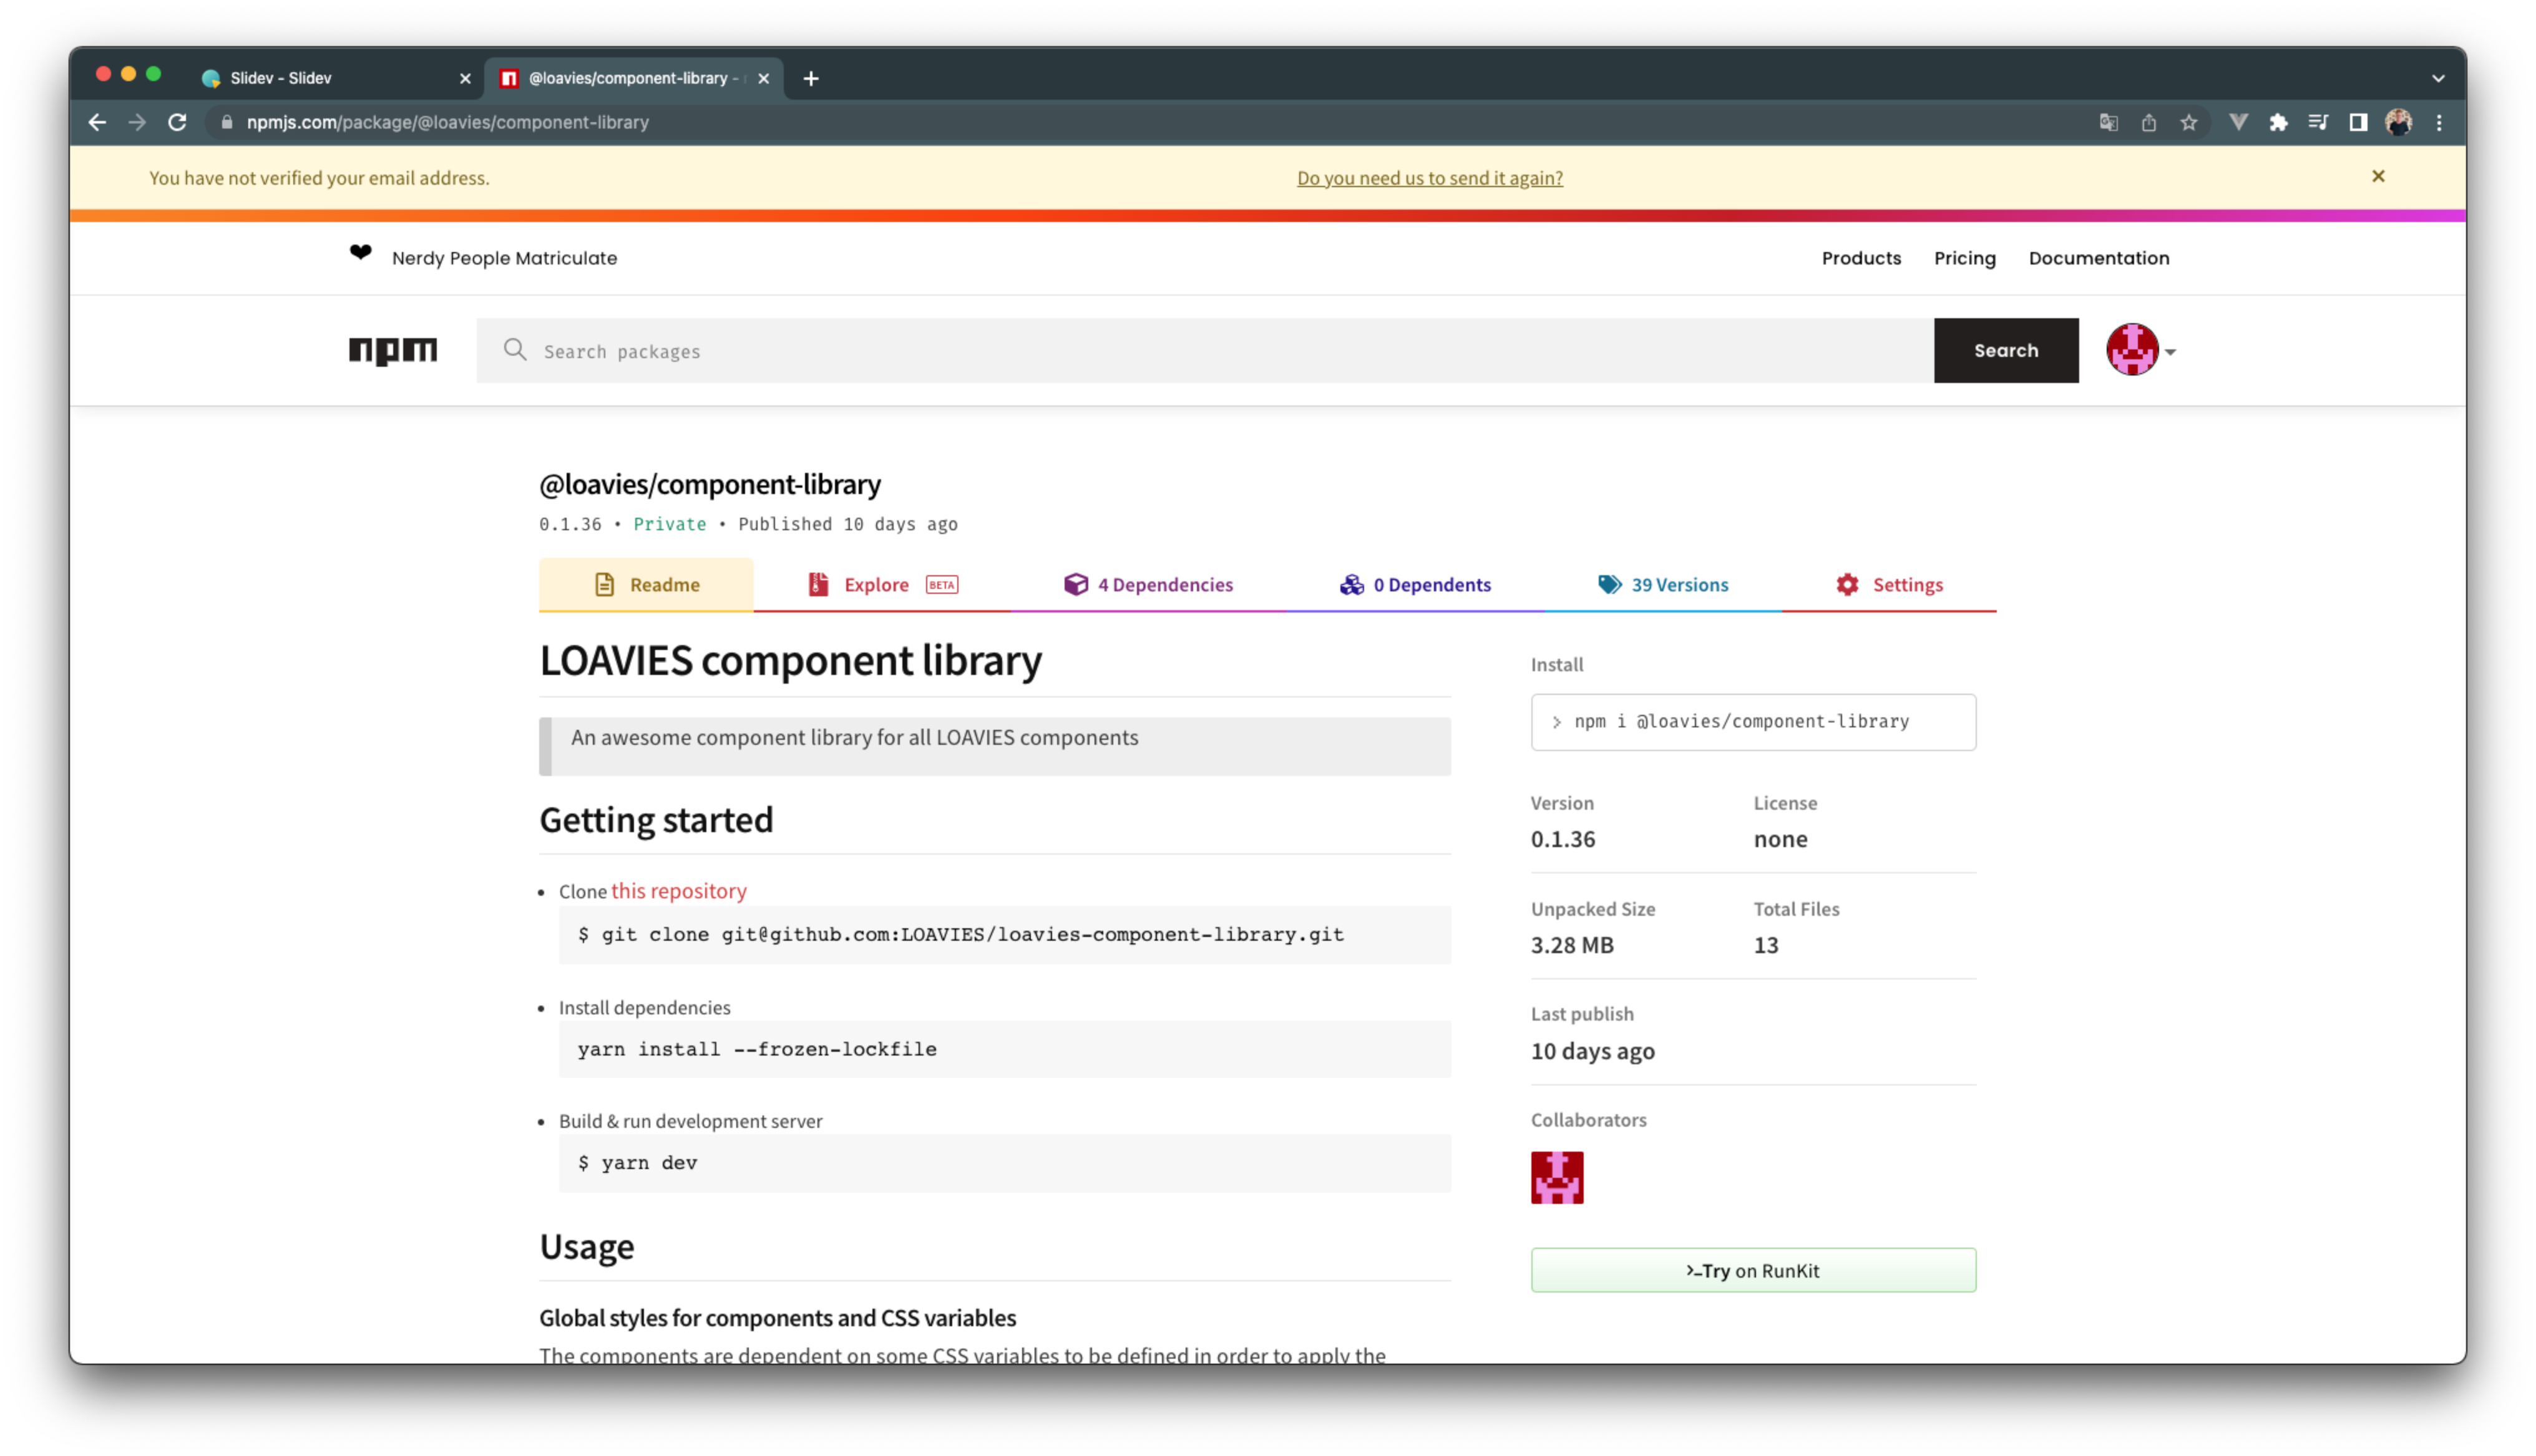 Slidev - Slidev
@loavies/component-library -
npmjs.com/package/@loavies/component-library
You have not verified your email address.
Do you need us to send it again?
Nerdy People Matriculate
Products
Pricing
Documentation
npm
Search packages
Search
@loavies/component-library
0.1.36 • Private • Published 10 days ago
Readme
Explore BETA
4 Dependencies
0 Dependents
39 Versions
Settings
LOAVIES component library
An awesome component library for all LOAVIES components
Getting started
• Clone this repository
$ git clone git@github.com:LOAVIES/loavies-component-library.git
• Install dependencies
yarn install --frozen-lockfile
• Build & run development server
$ yarn dev
Usage
Global styles for components and CSS variables
The components are dependent on some CSS variables to be defined in order to apply the
Install
> npm i @loavies/component-library
Version
0.1.36
License
none
Unpacked Size
3.28 MB
Total Files
13
Last publish
10 days ago
Collaborators
Try on RunKit